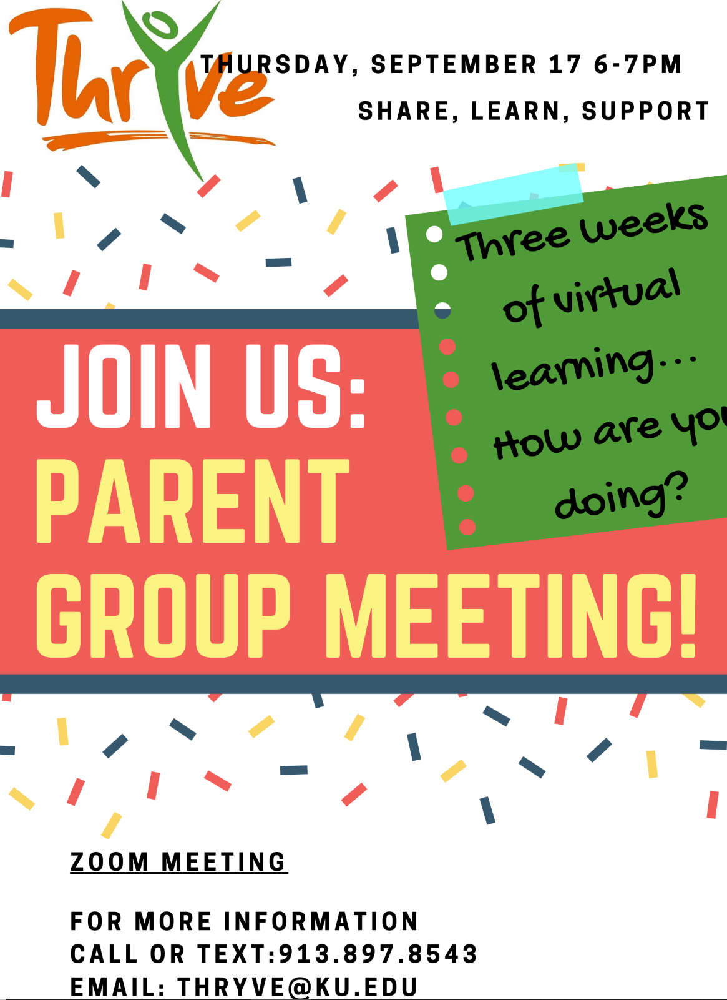 Thryve
THURSDAY, SEPTEMBER 17 6-7PM
SHARE, LEARN, SUPPORT
Three weeks
of virtual
learning...
How are you
doing?
JOIN US:
PARENT
GROUP MEETING!
ZOOM MEETING
FOR MORE INFORMATION
CALL OR TEXT:913.897.8543
EMAIL: THRYVE@KU.EDU